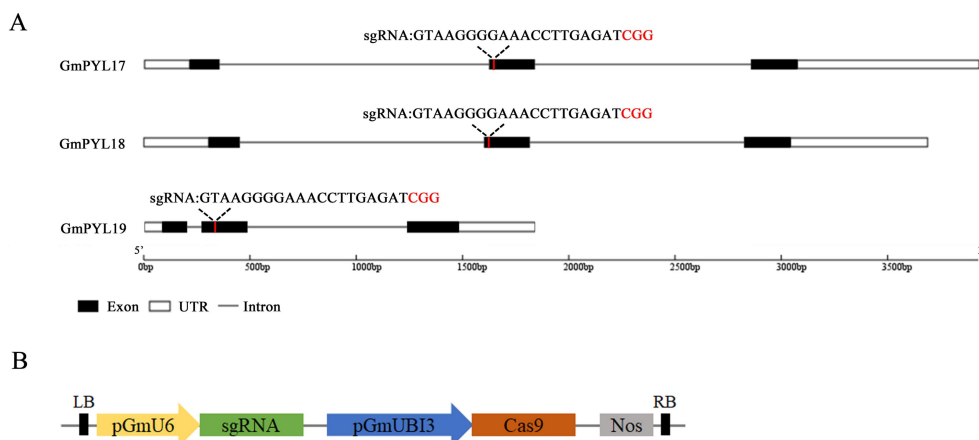 A
sgRNA:GTAAGGGGAAACCTTGAGATCGG
GmPYL17
sgRNA:GTAAGGGGAAACCTTGAGATCGG
GmPYL18
sgRNA:GTAAGGGGAAACCTTGAGATCGG
GmPYL19
5’
0bp 500bp 1000bp 1500bp 2000bp 2500bp 3000bp 3500bp
Exon UTR Intron
B
LB RB
pGmU6 sgRNA pGmUBI3 Cas9 Nos